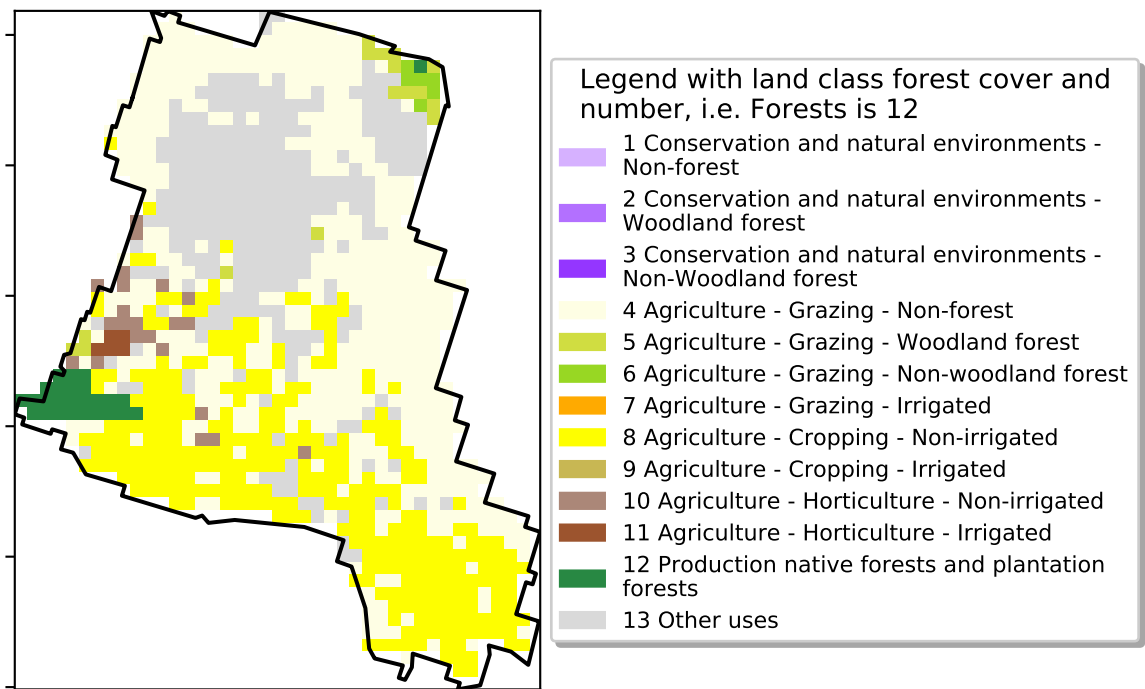 Legend with land class forest cover and
number, i.e. Forests is 12
1 Conservation and natural environments -
Non-forest
2 Conservation and natural environments -
Woodland forest
3 Conservation and natural environments -
Non-Woodland forest
4 Agriculture - Grazing - Non-forest
5 Agriculture - Grazing - Woodland forest
6 Agriculture - Grazing - Non-woodland forest
7 Agriculture - Grazing - Irrigated
8 Agriculture - Cropping - Non-irrigated
9 Agriculture - Cropping - Irrigated
10 Agriculture - Horticulture - Non-irrigated
11 Agriculture - Horticulture - Irrigated
12 Production native forests and plantation
forests
13 Other uses